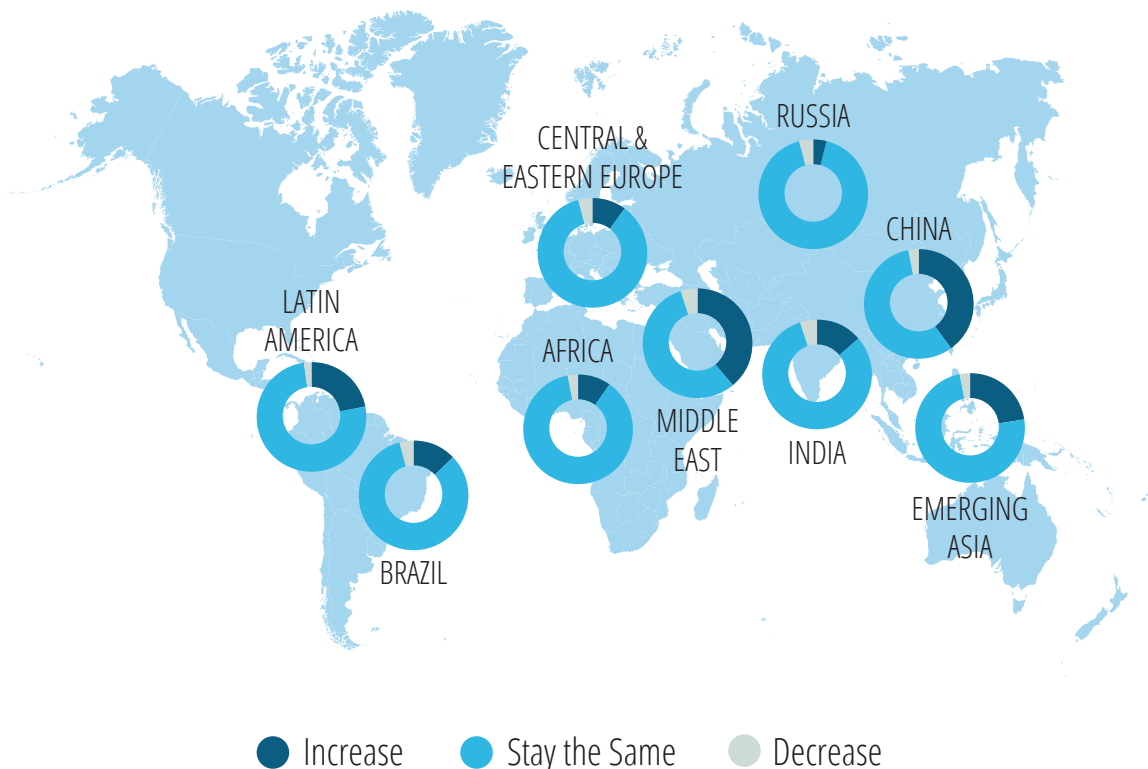 RUSSIA
CENTRAL &
EASTERN EUROPE
CHINA
LATIN
AMERICA
AFRICA
MIDDLE
EAST
INDIA
EMERGING
ASIA
BRAZIL
Increase
Stay the Same
Decrease